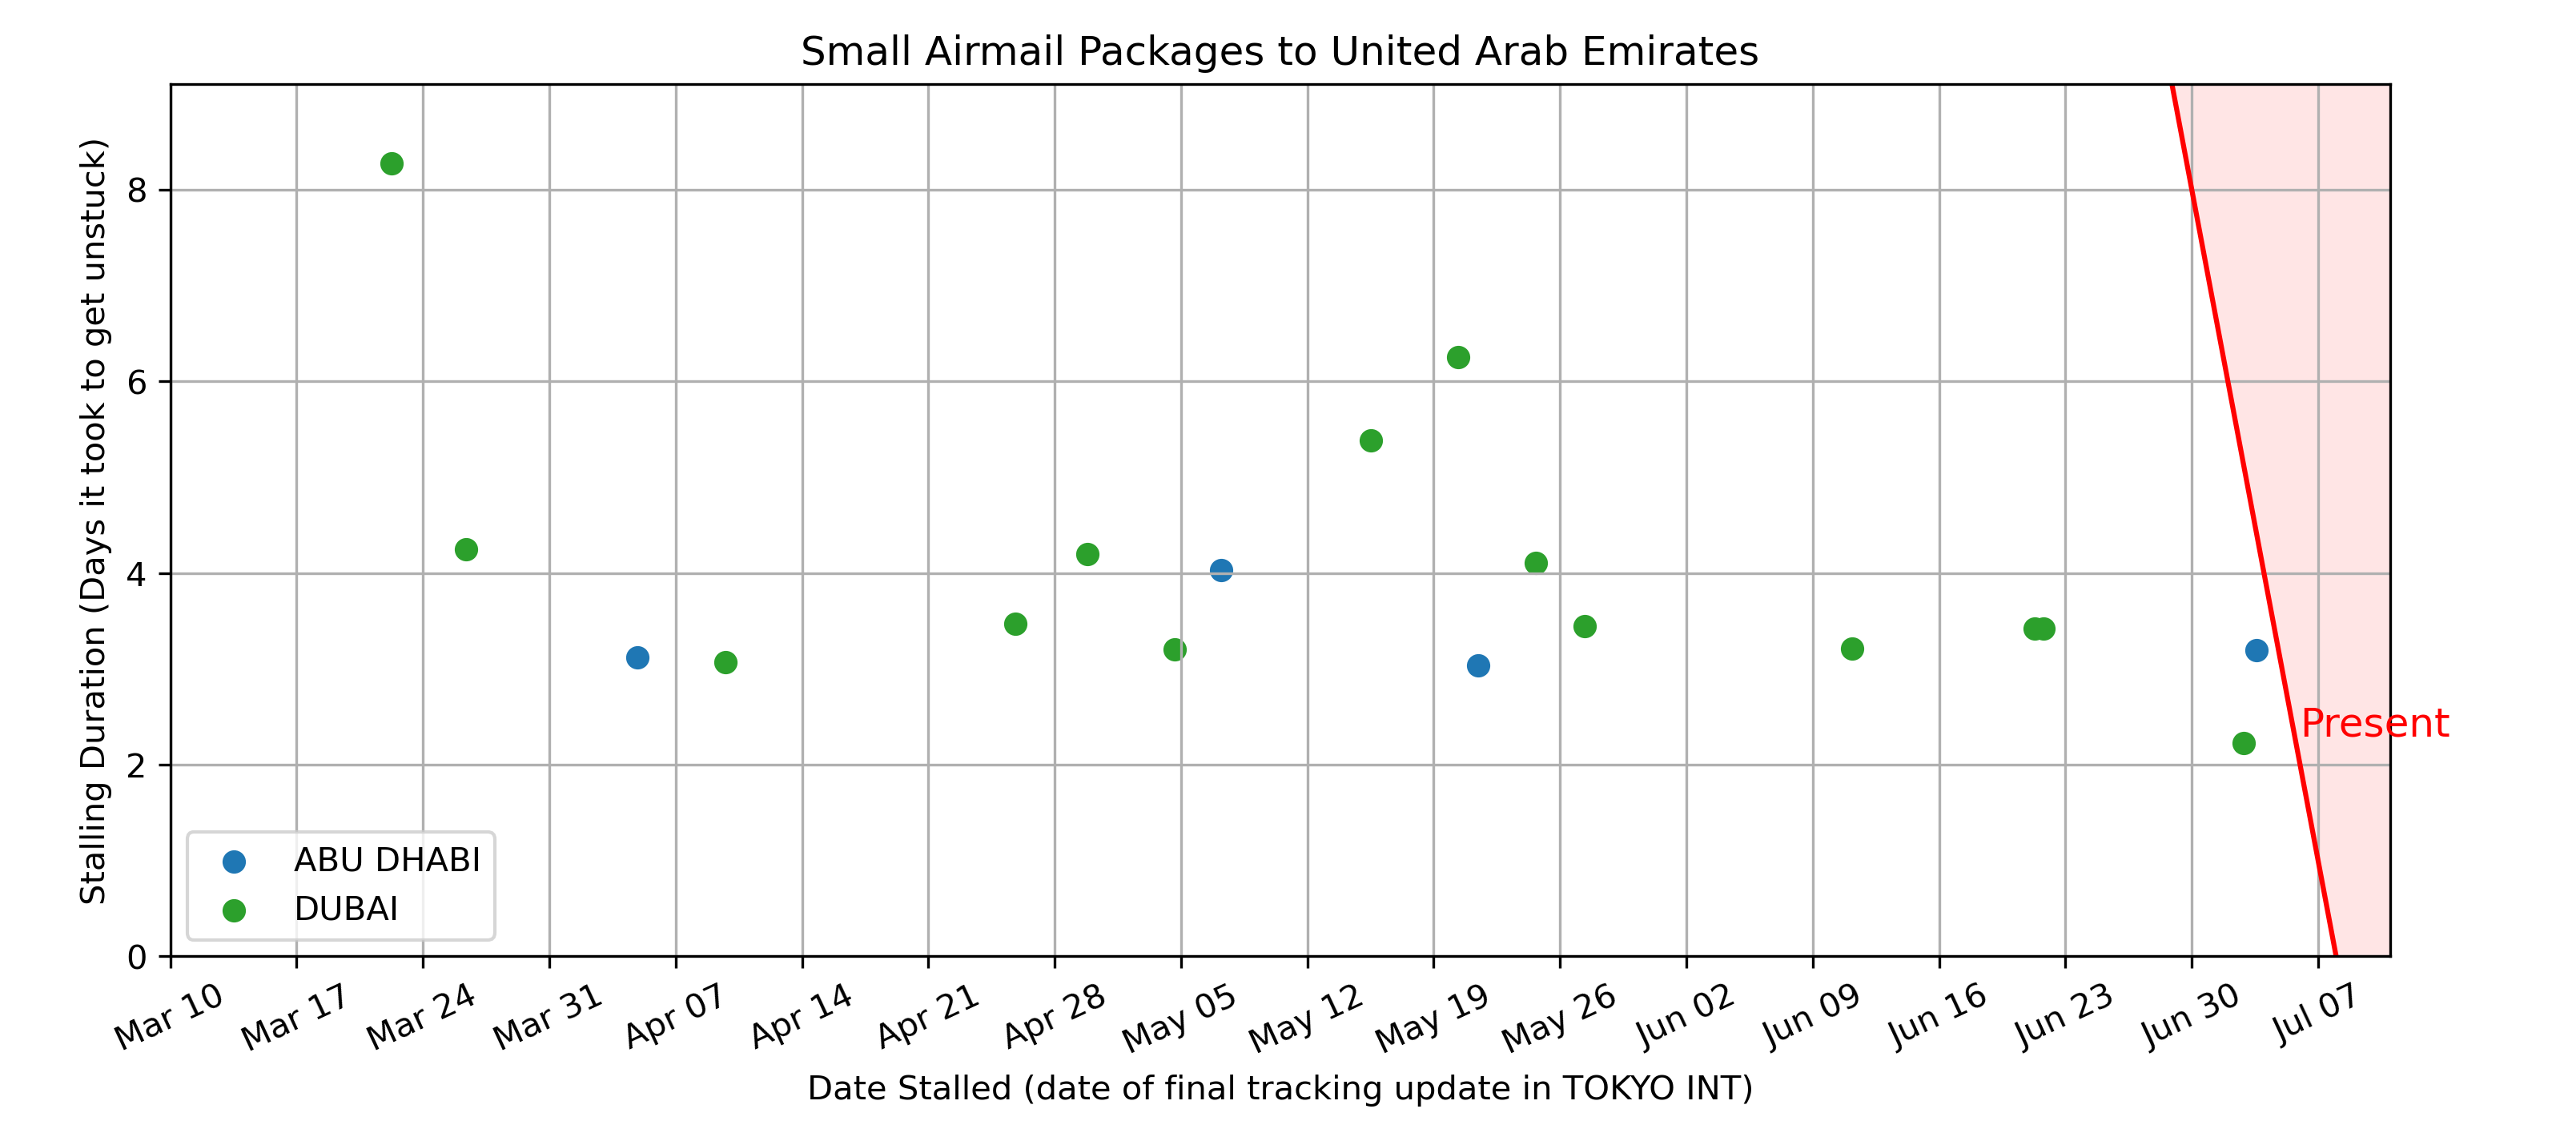 Small Airmail Packages to United Arab Emirates
Stalling Duration (Days it took to get unstuck)
8
6
4
2
0
Present
ABU DHABI
DUBAI
Mar 10
Mar 17
Mar 24
Mar 31
Apr 07
Apr 14
Apr 21
Apr 28
May 05
May 12
May 19
May 26
Jun 02
Jun 09
Jun 16
Jun 23
Jun 30
Jul 07
Date Stalled (date of final tracking update in TOKYO INT)